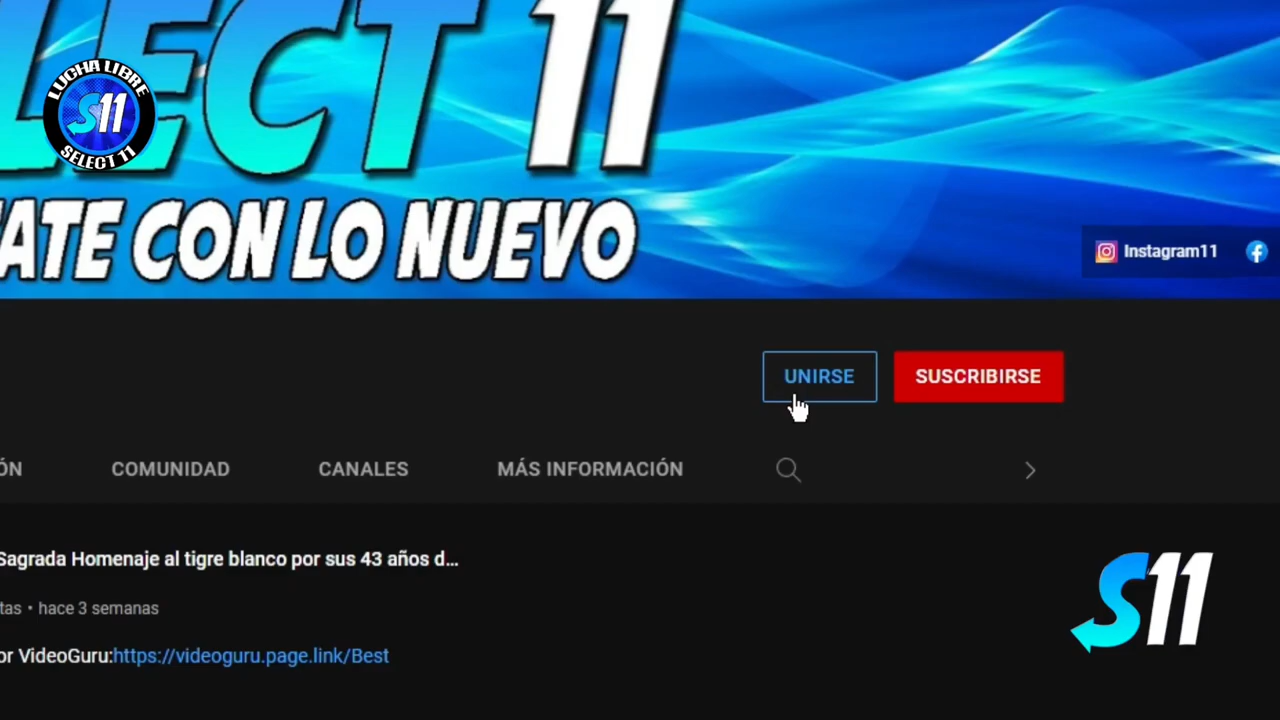 LECT 11
LUCHA LIBRE
S11
SELECT 11
ATE CON LO NUEVO
Instagram11
UNIRSE
SUSCRIBIRSE
ÓN
COMUNIDAD
CANALES
MÁS INFORMACIÓN
Sagrada Homenaje al tigre blanco por sus 43 años d...
tas • hace 3 semanas
or VideoGuru:https://videoguru.page.link/Best
S11